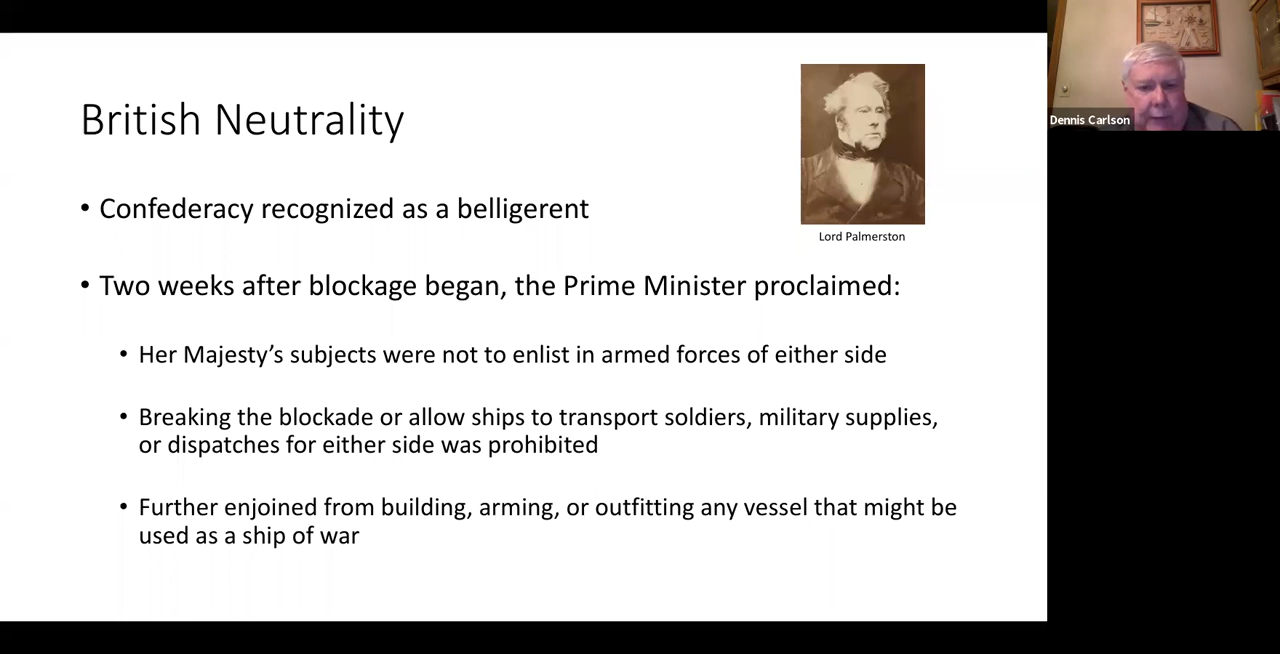 British Neutrality
Lord Palmerston
• Confederacy recognized as a belligerent
• Two weeks after blockage began, the Prime Minister proclaimed:
• Her Majesty’s subjects were not to enlist in armed forces of either side
• Breaking the blockade or allow ships to transport soldiers, military supplies,
or dispatches for either side was prohibited
• Further enjoined from building, arming, or outfitting any vessel that might be
used as a ship of war
Dennis Carlson